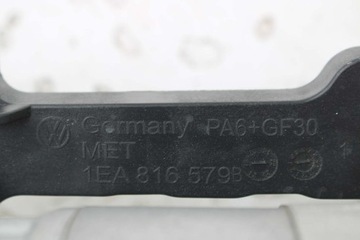 Germany PA6+GF30
MET
1EA 816 579B